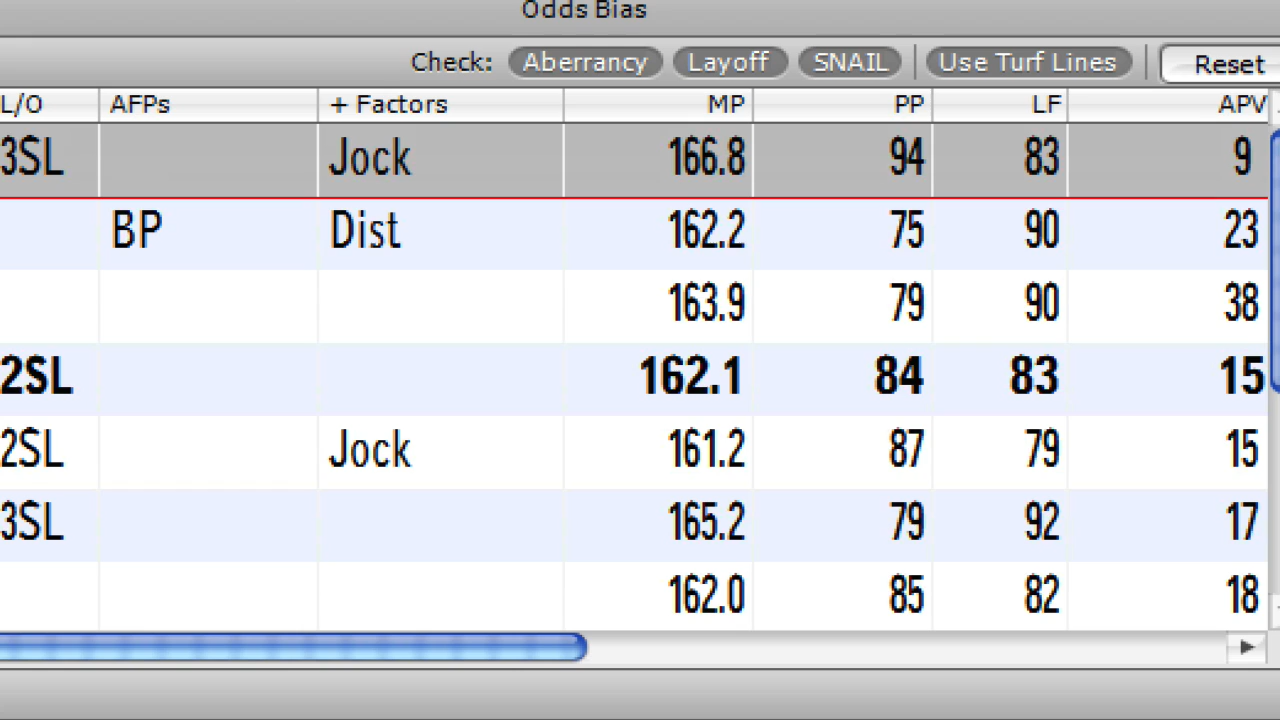 Odds Bias
Check: Aberrancy Layoff SNAIL Use Turf Lines Reset
L/O AFPs + Factors MP PP LF APV
3SL Jock 166.8 94 83 9
BP Dist 162.2 75 90 23
163.9 79 90 38
2SL 162.1 84 83 15
2SL Jock 161.2 87 79 15
3SL 165.2 79 92 17
162.0 85 82 18